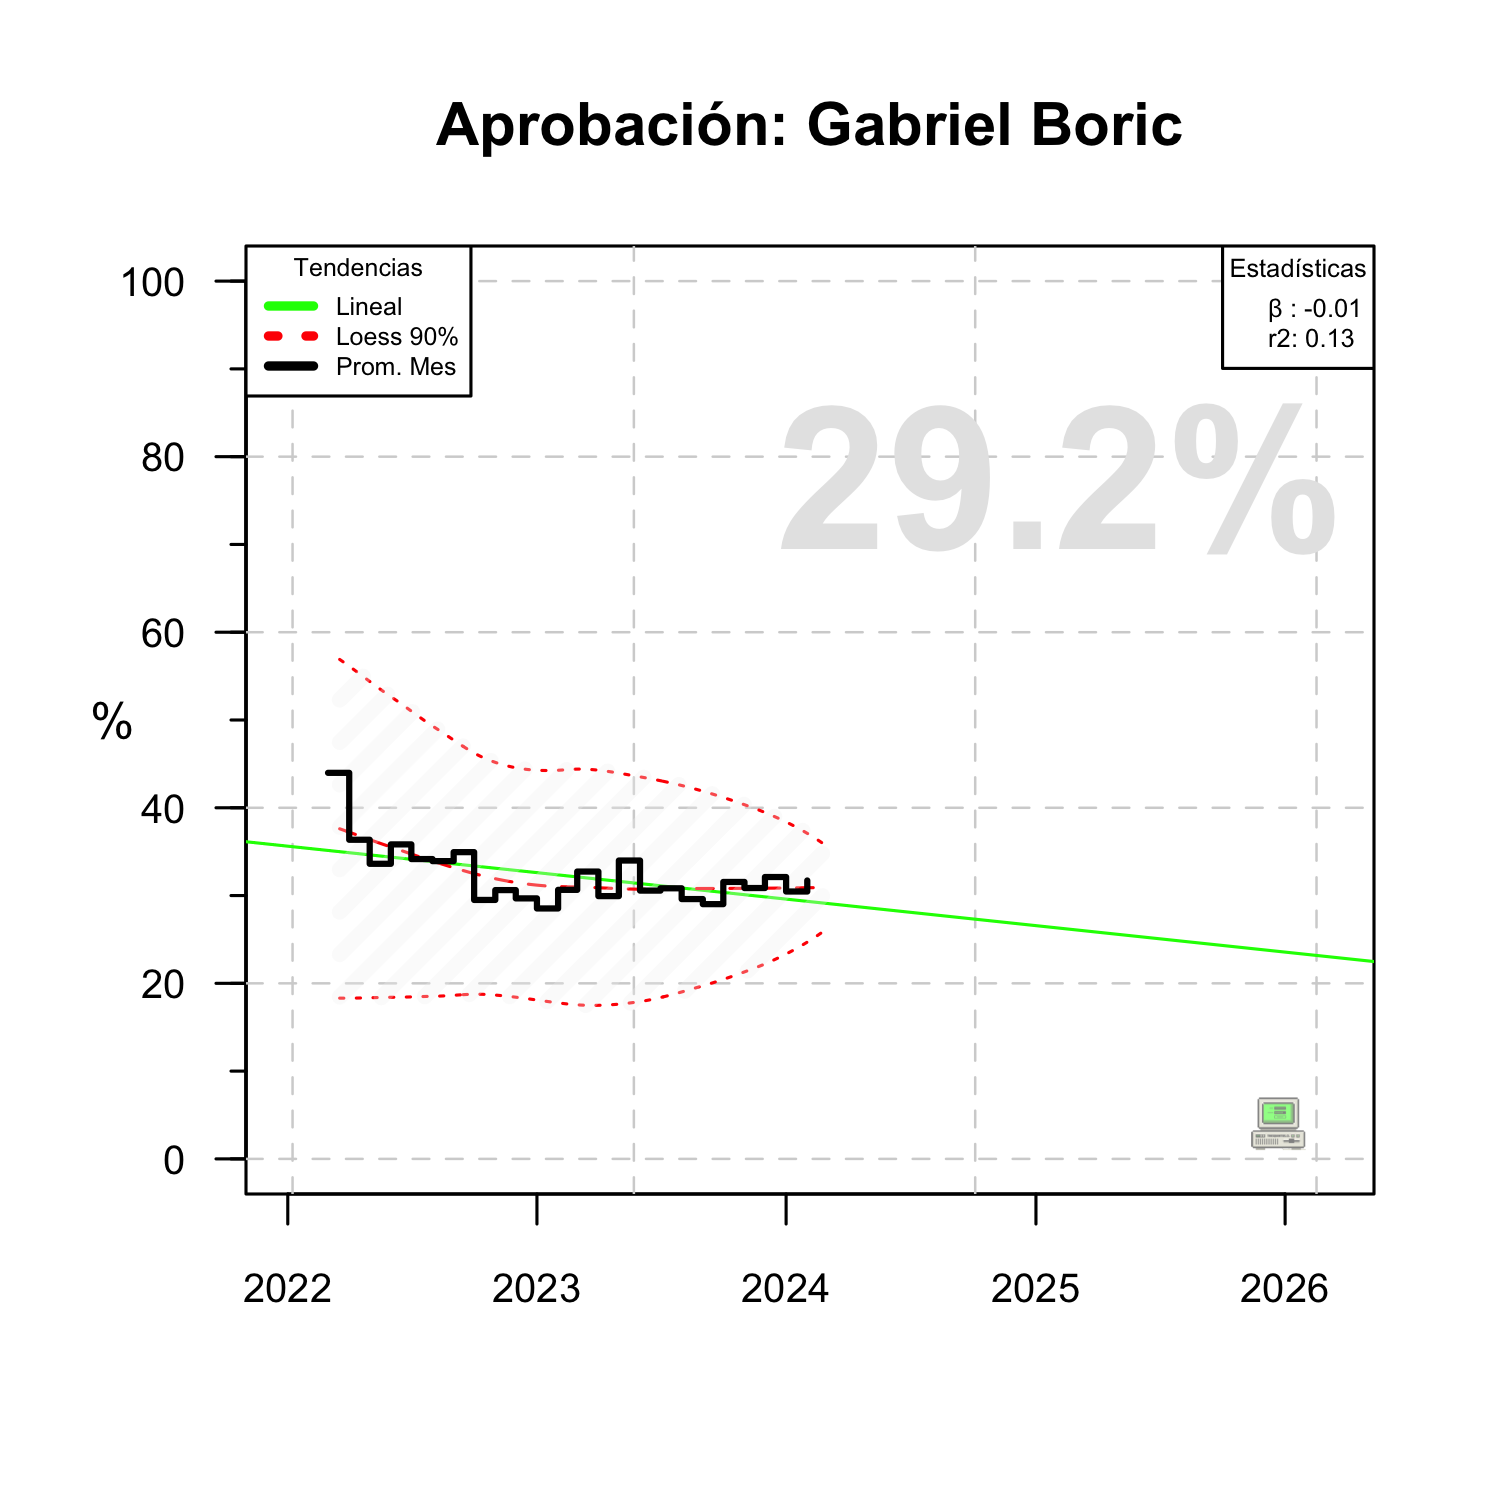 Aprobación: Gabriel Boric
Tendencias
Lineal
Loess 90%
Prom. Mes
Estadísticas
β : -0.01
r2: 0.13
29.2%
%
100
80
60
40
20
0
2022 2023 2024 2025 2026